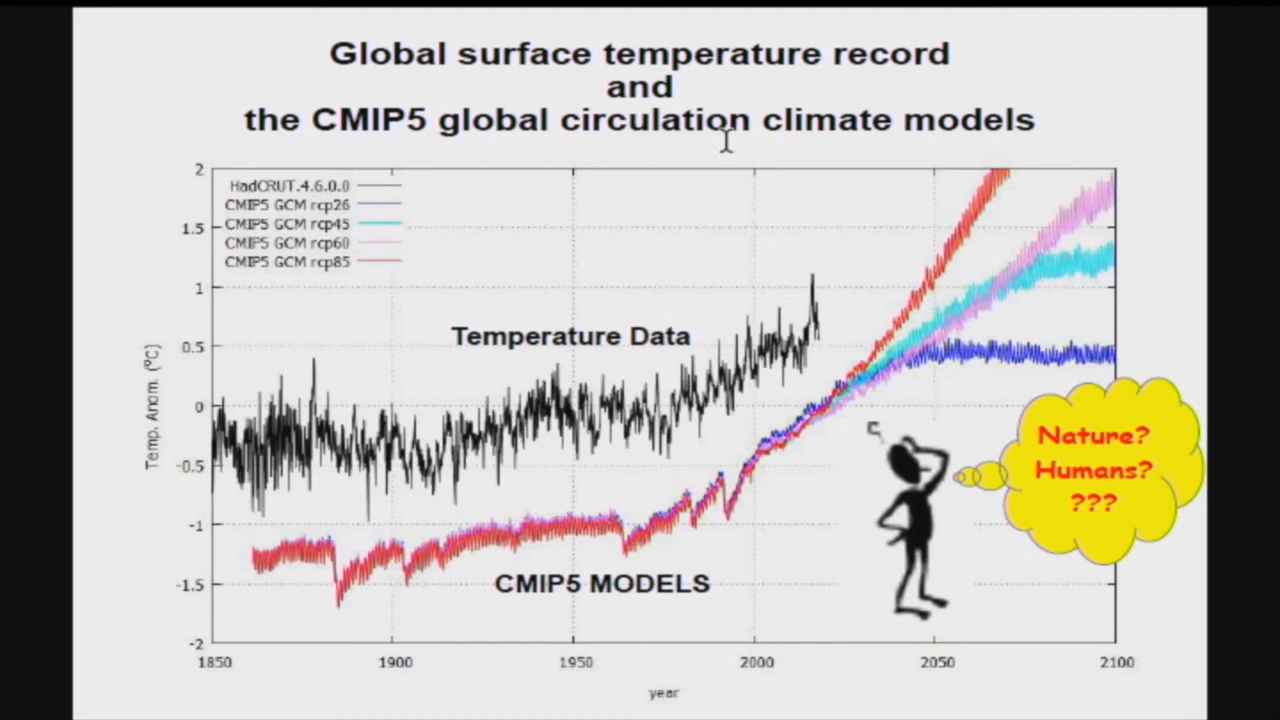 Global surface temperature record
and
the CMIP5 global circulation climate models
2
1.5
1
0.5
0
-0.5
-1
-1.5
-2
Temp. Anom. (ºC)
HadCRUT.4.6.0.0
CMIP5 GCM rcp26
CMIP5 GCM rcp45
CMIP5 GCM rcp60
CMIP5 GCM rcp85
Temperature Data
CMIP5 MODELS
Nature?
Humans?
???
1850 1900 1950 2000 2050 2100
year